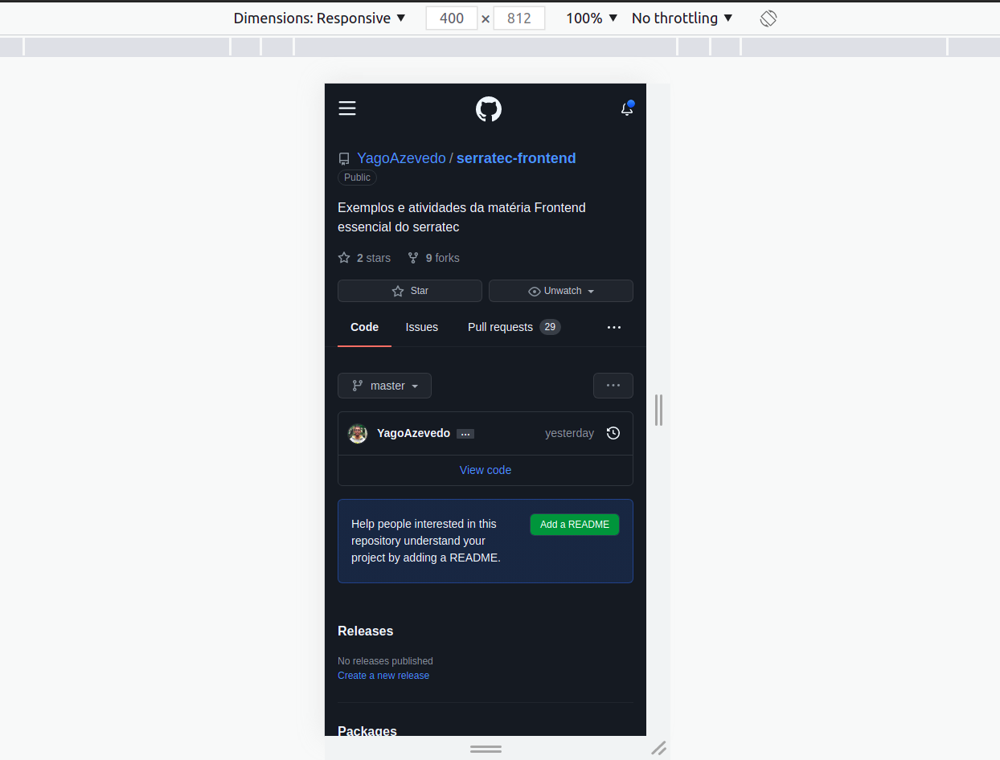 Dimensions: Responsive ▼ 400 × 812 100% ▼ No throttling ▼
YagoAzevedo / serratec-frontend
Public
Exemplos e atividades da matéria Frontend
essencial do serratec
2 stars 9 forks
Star Unwatch
Code Issues Pull requests 29 ...
master ...
YagoAzevedo ... yesterday
View code
Help people interested in this Add a README
repository understand your
project by adding a README.
Releases
No releases published
Create a new release
Packages